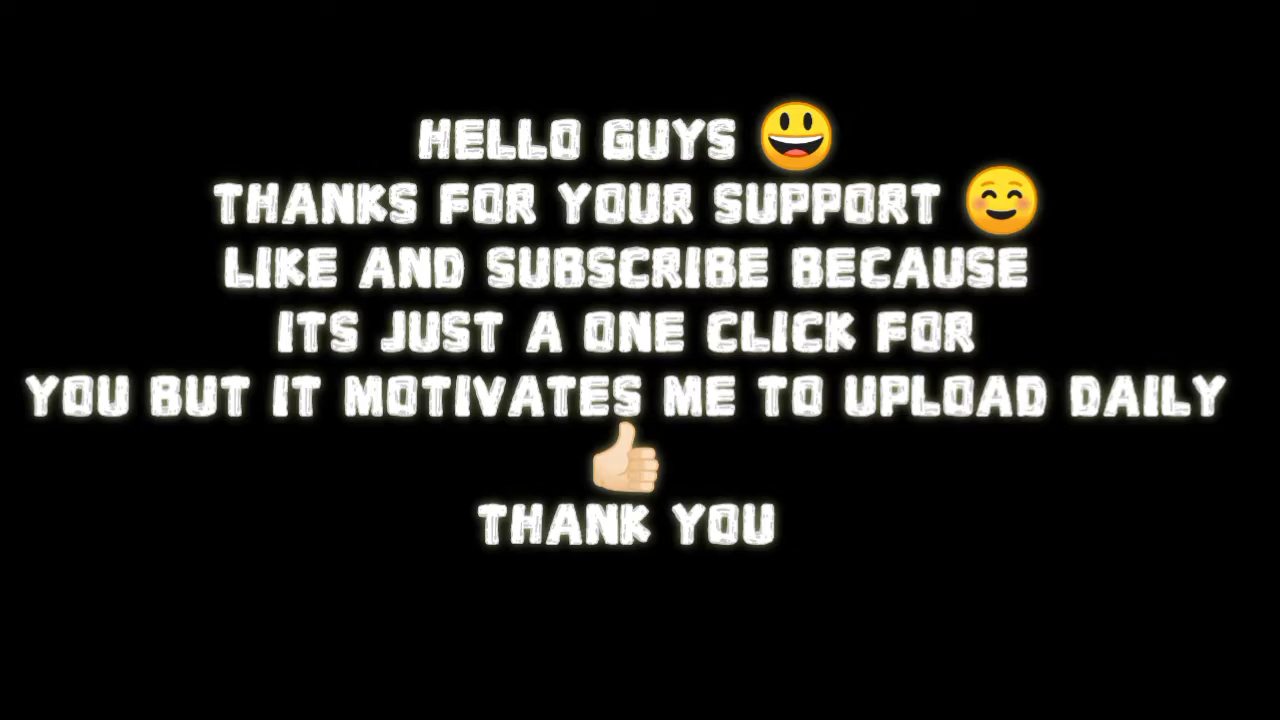 HELLO GUYS 😃
THANKS FOR YOUR SUPPORT 😊
LIKE AND SUBSCRIBE BECAUSE
ITS JUST A ONE CLICK FOR
YOU BUT IT MOTIVATES ME TO UPLOAD DAILY
👍🏻
THANK YOU